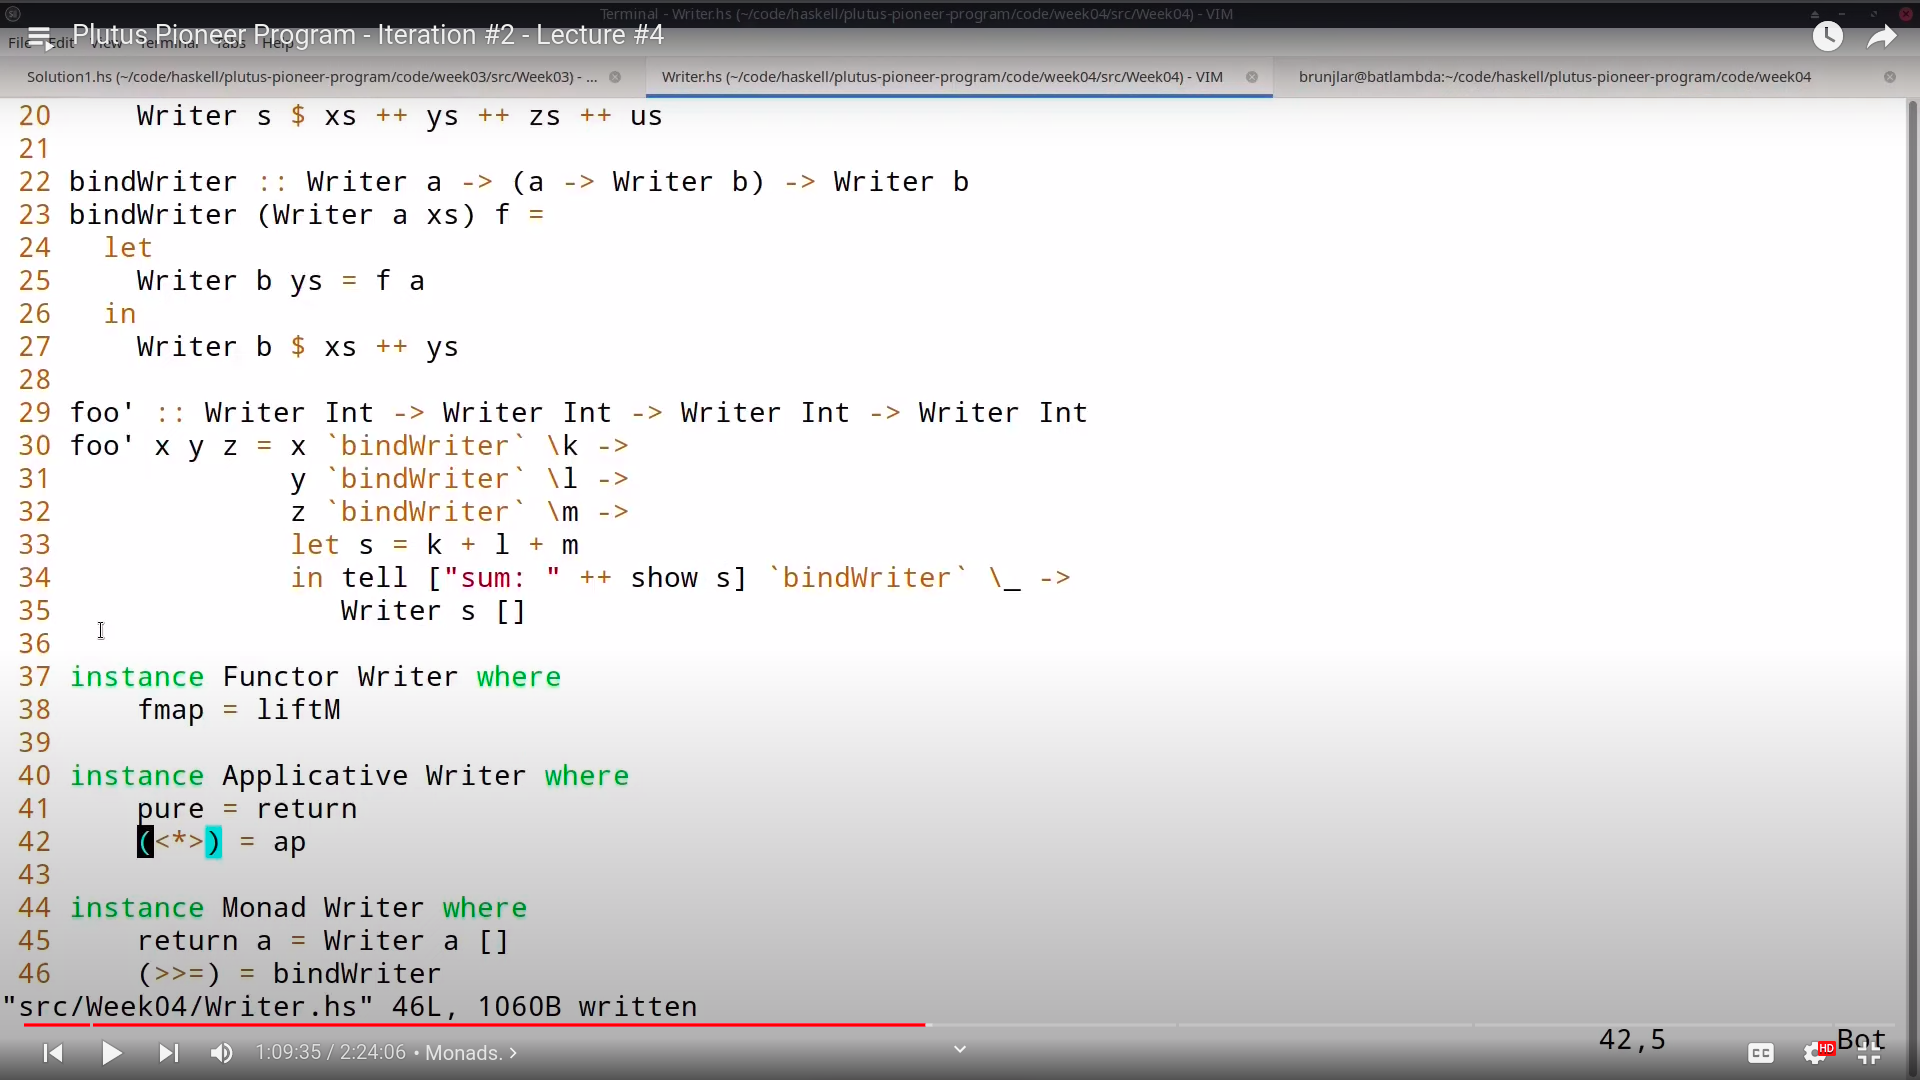 Terminal - Writer.hs (~/code/haskell/plutus-pioneer-program/code/week04/src/Week04) - VIM
Plutus Pioneer Program - Iteration #2 - Lecture #4
File Edit View Terminal Tabs Help
Solution1.hs (~/code/haskell/plutus-pioneer-program/code/week03/src/Week03) - ... Writer.hs (~/code/haskell/plutus-pioneer-program/code/week04/src/Week04) - VIM brunjlar@batlambda:~/code/haskell/plutus-pioneer-program/code/week04
20     Writer s $ xs ++ ys ++ zs ++ us
21
22 bindWriter :: Writer a -> (a -> Writer b) -> Writer b
23 bindWriter (Writer a xs) f =
24   let
25     Writer b ys = f a
26   in
27     Writer b $ xs ++ ys
28
29 foo' :: Writer Int -> Writer Int -> Writer Int -> Writer Int
30 foo' x y z = x `bindWriter` \k ->
31              y `bindWriter` \l ->
32              z `bindWriter` \m ->
33              let s = k + l + m
34              in tell ["sum: " ++ show s] `bindWriter` \_ ->
35                 Writer s []
36
37 instance Functor Writer where
38     fmap = liftM
39
40 instance Applicative Writer where
41     pure = return
42     (<*>) = ap
43
44 instance Monad Writer where
45     return a = Writer a []
46     (>>=) = bindWriter
"src/Week04/Writer.hs" 46L, 1060B written
42,5 Bot
1:09:35 / 2:24:06 • Monads. >
CC HD